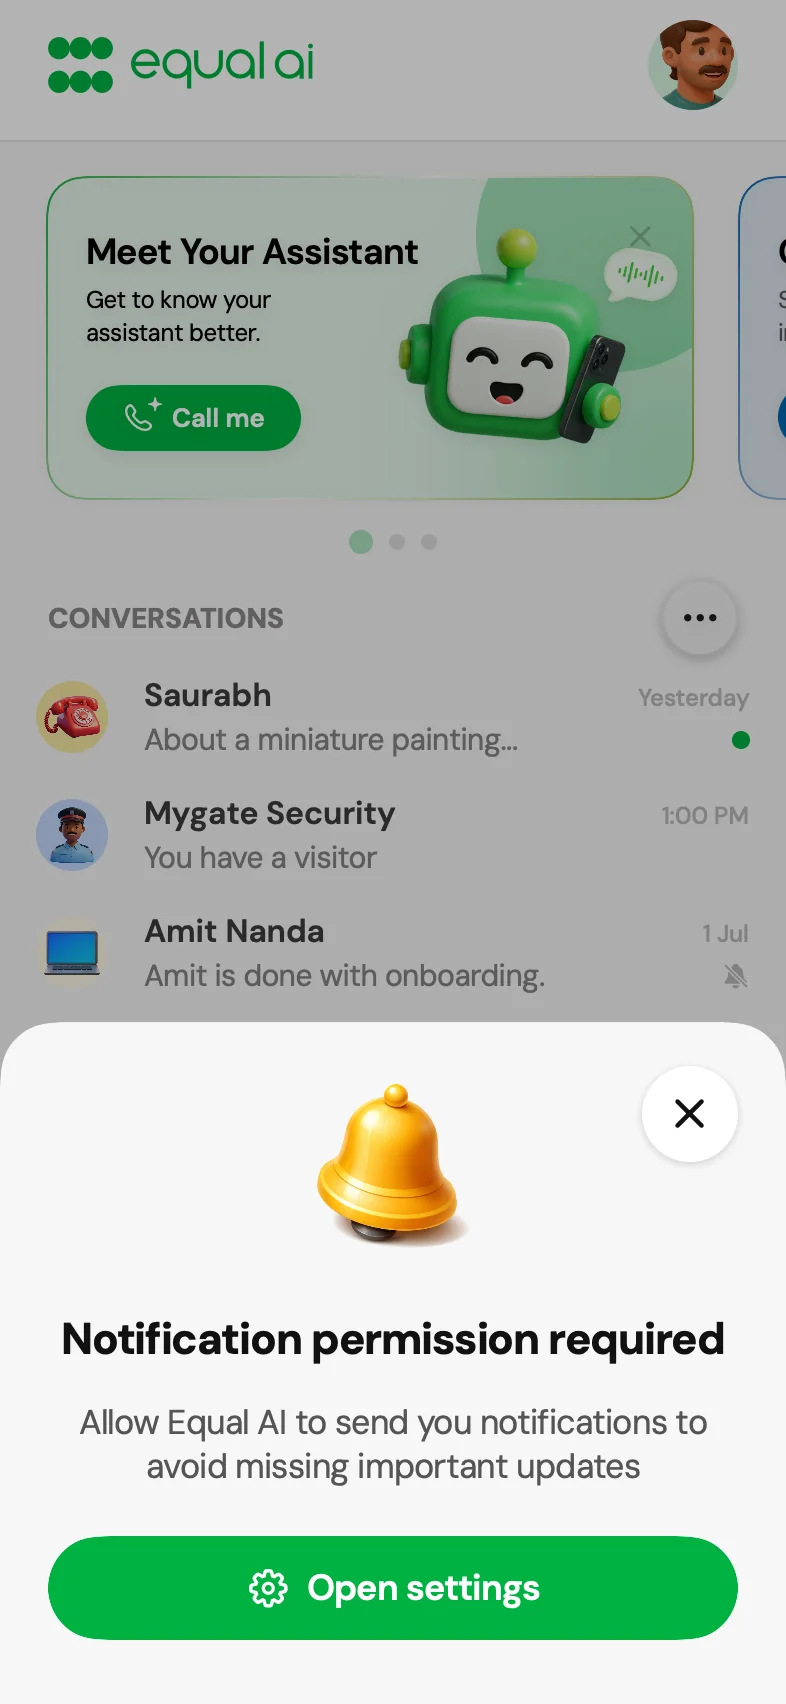 equal ai
Meet Your Assistant
Get to know your
assistant better.
Call me
CONVERSATIONS
Saurabh
Yesterday
About a miniature painting...
Mygate Security
1:00 PM
You have a visitor
Amit Nanda
1 Jul
Amit is done with onboarding.
Notification permission required
Allow Equal AI to send you notifications to
avoid missing important updates
Open settings